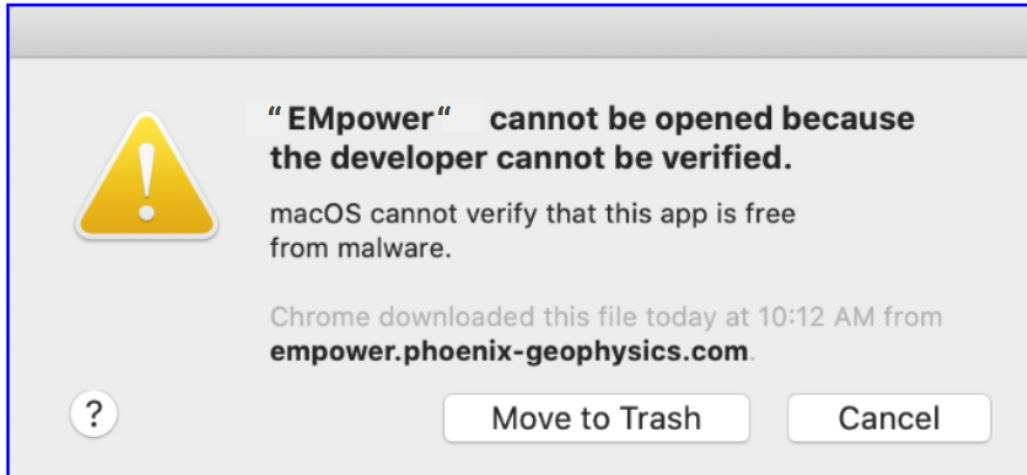 “EMpower“ cannot be opened because
the developer cannot be verified.
macOS cannot verify that this app is free
from malware.
Chrome downloaded this file today at 10:12 AM from
empower.phoenix-geophysics.com.
? Move to Trash Cancel